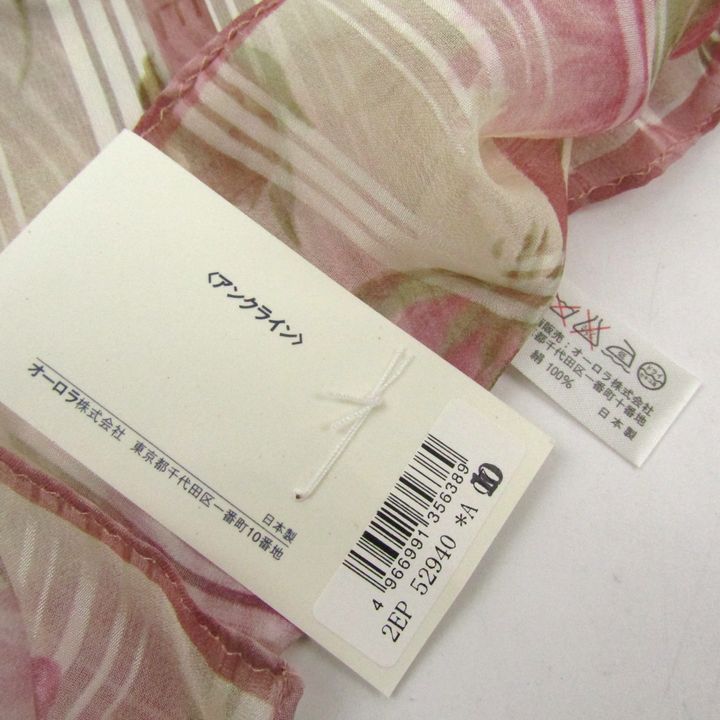 〈アンクライン〉
日本製
オーロラ株式会社 東京都千代田区一番町10番地
4 966991 356389
2EP 52940 *A
販売:オーロラ株式会社
都千代田区一番町十番地
絹 100%
日本製